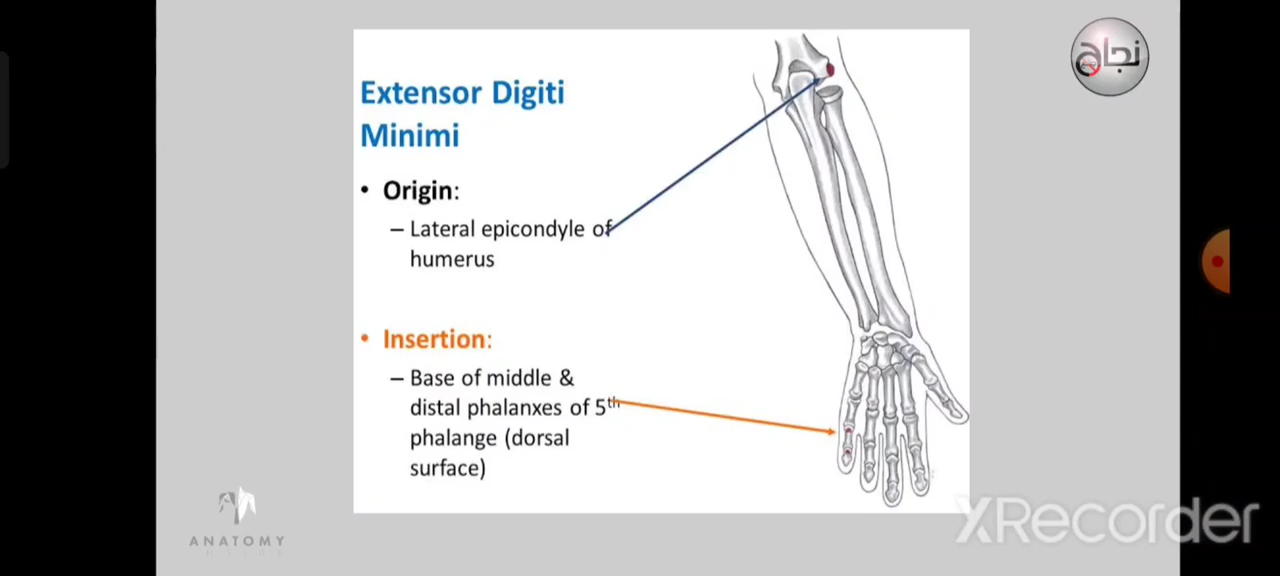 نجاح
Extensor Digiti
Minimi
• Origin:
– Lateral epicondyle of
humerus
• Insertion:
– Base of middle &
distal phalanxes of 5th
phalange (dorsal
surface)
ANATOMY
XRecorder